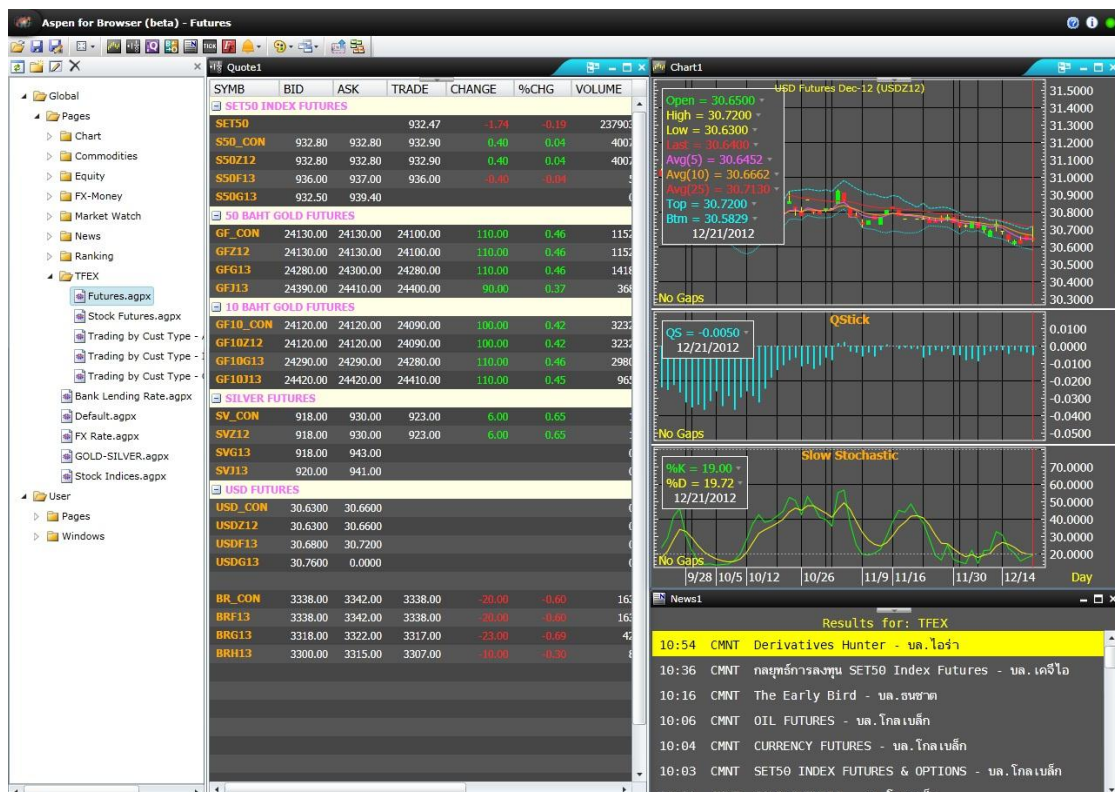 Aspen for Browser (beta) - Futures
Global
Pages
Chart
Commodities
Equity
FX-Money
Market Watch
News
Ranking
TFEX
Futures.agpx
Stock Futures.agpx
Trading by Cust Type -
Trading by Cust Type -
Trading by Cust Type -
Bank Lending Rate.agpx
Default.agpx
FX Rate.agpx
GOLD-SILVER.agpx
Stock Indices.agpx
User
Pages
Windows
Quote1
SYMB BID ASK TRADE CHANGE %CHG VOLUME
SET50 INDEX FUTURES
SET50 932.47 -1.74 -0.19 237903
S50_CON 932.80 932.80 932.90 0.40 0.04 4007
S50Z12 932.80 932.80 932.90 0.40 0.04 4007
S50F13 936.00 937.00 936.00 -0.40 -0.04
S50G13 932.50 939.40
50 BAHT GOLD FUTURES
GF_CON 24130.00 24130.00 24100.00 110.00 0.46 1152
GFZ12 24130.00 24130.00 24100.00 110.00 0.46 1152
GFG13 24280.00 24300.00 24280.00 110.00 0.46 1418
GFJ13 24390.00 24410.00 24400.00 90.00 0.37 368
10 BAHT GOLD FUTURES
GF10_CON 24120.00 24120.00 24090.00 100.00 0.42 3232
GF10Z12 24120.00 24120.00 24090.00 100.00 0.42 3232
GF10G13 24290.00 24290.00 24280.00 110.00 0.46 2980
GF10J13 24420.00 24420.00 24410.00 110.00 0.45 965
SILVER FUTURES
SV_CON 918.00 930.00 923.00 6.00 0.65
SVZ12 918.00 930.00 923.00 6.00 0.65
SVG13 918.00 943.00
SVJ13 920.00 941.00
USD FUTURES
USD_CON 30.6300 30.6600
USDZ12 30.6300 30.6600
USDF13 30.6800 30.7200
USDG13 30.7600 0.0000
BR_CON 3338.00 3342.00 3338.00 -20.00 -0.60 163
BRF13 3338.00 3342.00 3338.00 -20.00 -0.60 163
BRG13 3318.00 3322.00 3317.00 -23.00 -0.69 42
BRH13 3300.00 3315.00 3307.00 -10.00 -0.30 8
Chart1
USD Futures Dec-12 (USDZ12)
Open = 30.6500
High = 30.7200
Low = 30.6300
Last = 30.6400
Avg(5) = 30.6452
Avg(10) = 30.6662
Avg(25) = 30.7130
Top = 30.7200
Btm = 30.5829
12/21/2012
No Gaps
31.5000
31.4000
31.3000
31.2000
31.1000
31.0000
30.9000
30.8000
30.7000
30.6000
30.5000
30.4000
30.3000
QStick
QS = -0.0050
12/21/2012
No Gaps
0.0100
0.0000
-0.0100
-0.0200
-0.0300
-0.0400
-0.0500
Slow Stochastic
%K = 19.00
%D = 19.72
12/21/2012
No Gaps
70.0000
60.0000
50.0000
40.0000
30.0000
20.0000
9/28 10/5 10/12 10/26 11/9 11/16 11/30 12/14 Day
News1
Results for: TFEX
10:54 CMNT Derivatives Hunter - บล.ไอร่า
10:36 CMNT กลยุทธ์การลงทุน SET50 Index Futures - บล.เคจีไอ
10:16 CMNT The Early Bird - บล.ธนชาต
10:06 CMNT OIL FUTURES - บล.โกลเบล็ก
10:04 CMNT CURRENCY FUTURES - บล.โกลเบล็ก
10:03 CMNT SET50 INDEX FUTURES & OPTIONS - บล.โกลเบล็ก